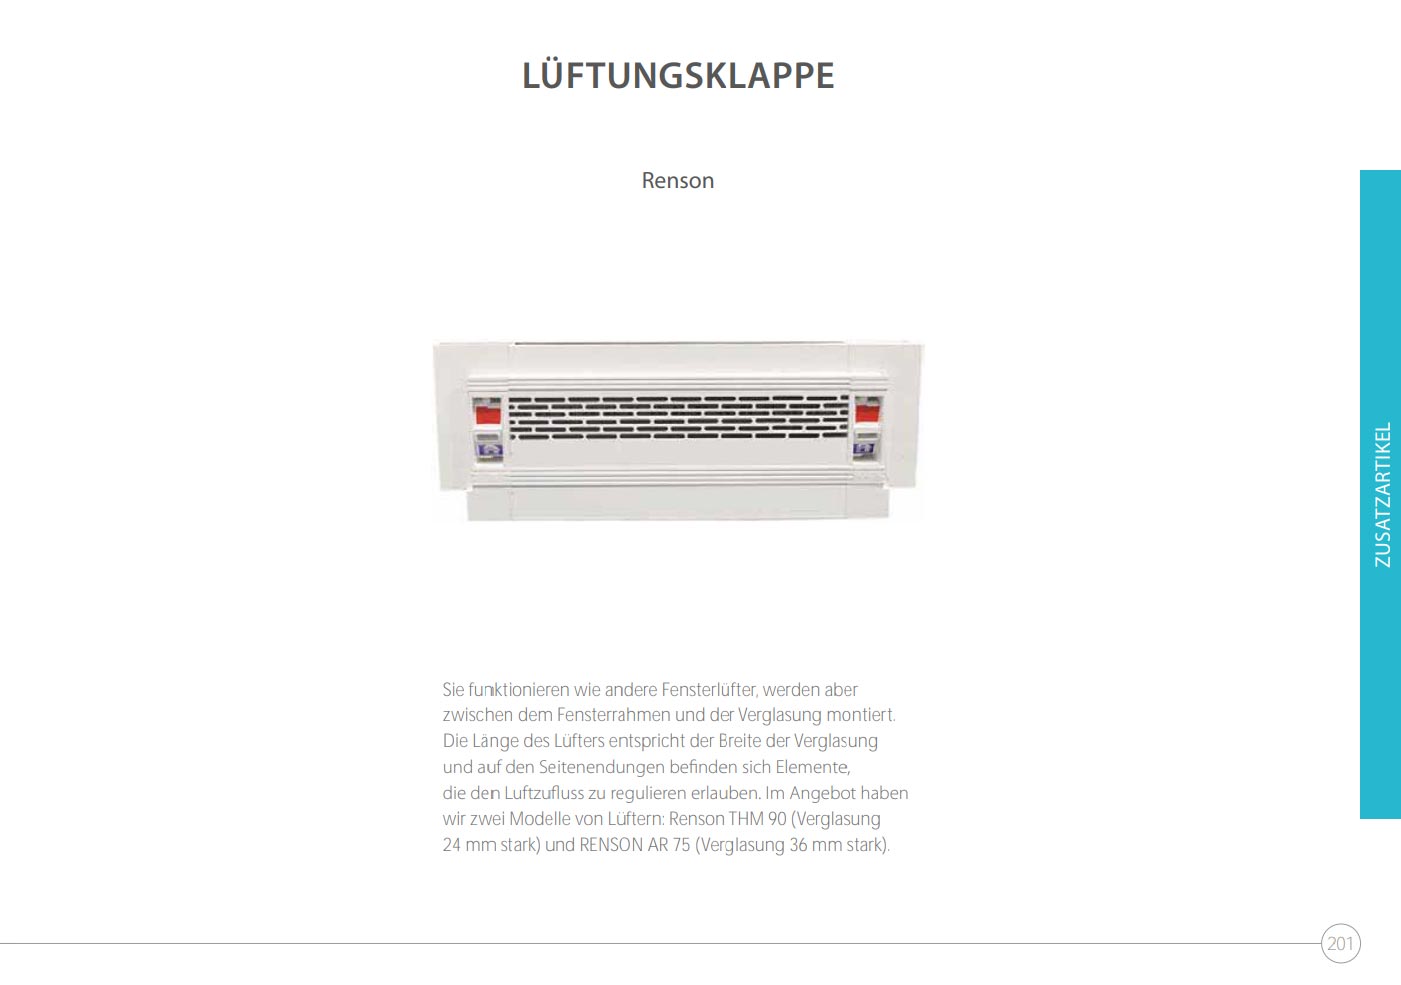 LÜFTUNGSKLAPPE
Renson
Sie funktionieren wie andere Fensterlüfter, werden aber
zwischen dem Fensterrahmen und der Verglasung montiert.
Die Länge des Lüfters entspricht der Breite der Verglasung
und auf den Seitenendungen befinden sich Elemente,
die den Luftzufluss zu regulieren erlauben. Im Angebot haben
wir zwei Modelle von Lüftern: Renson THM 90 (Verglasung
24 mm stark) und RENSON AR 75 (Verglasung 36 mm stark).
ZUSATZARTIKEL
201